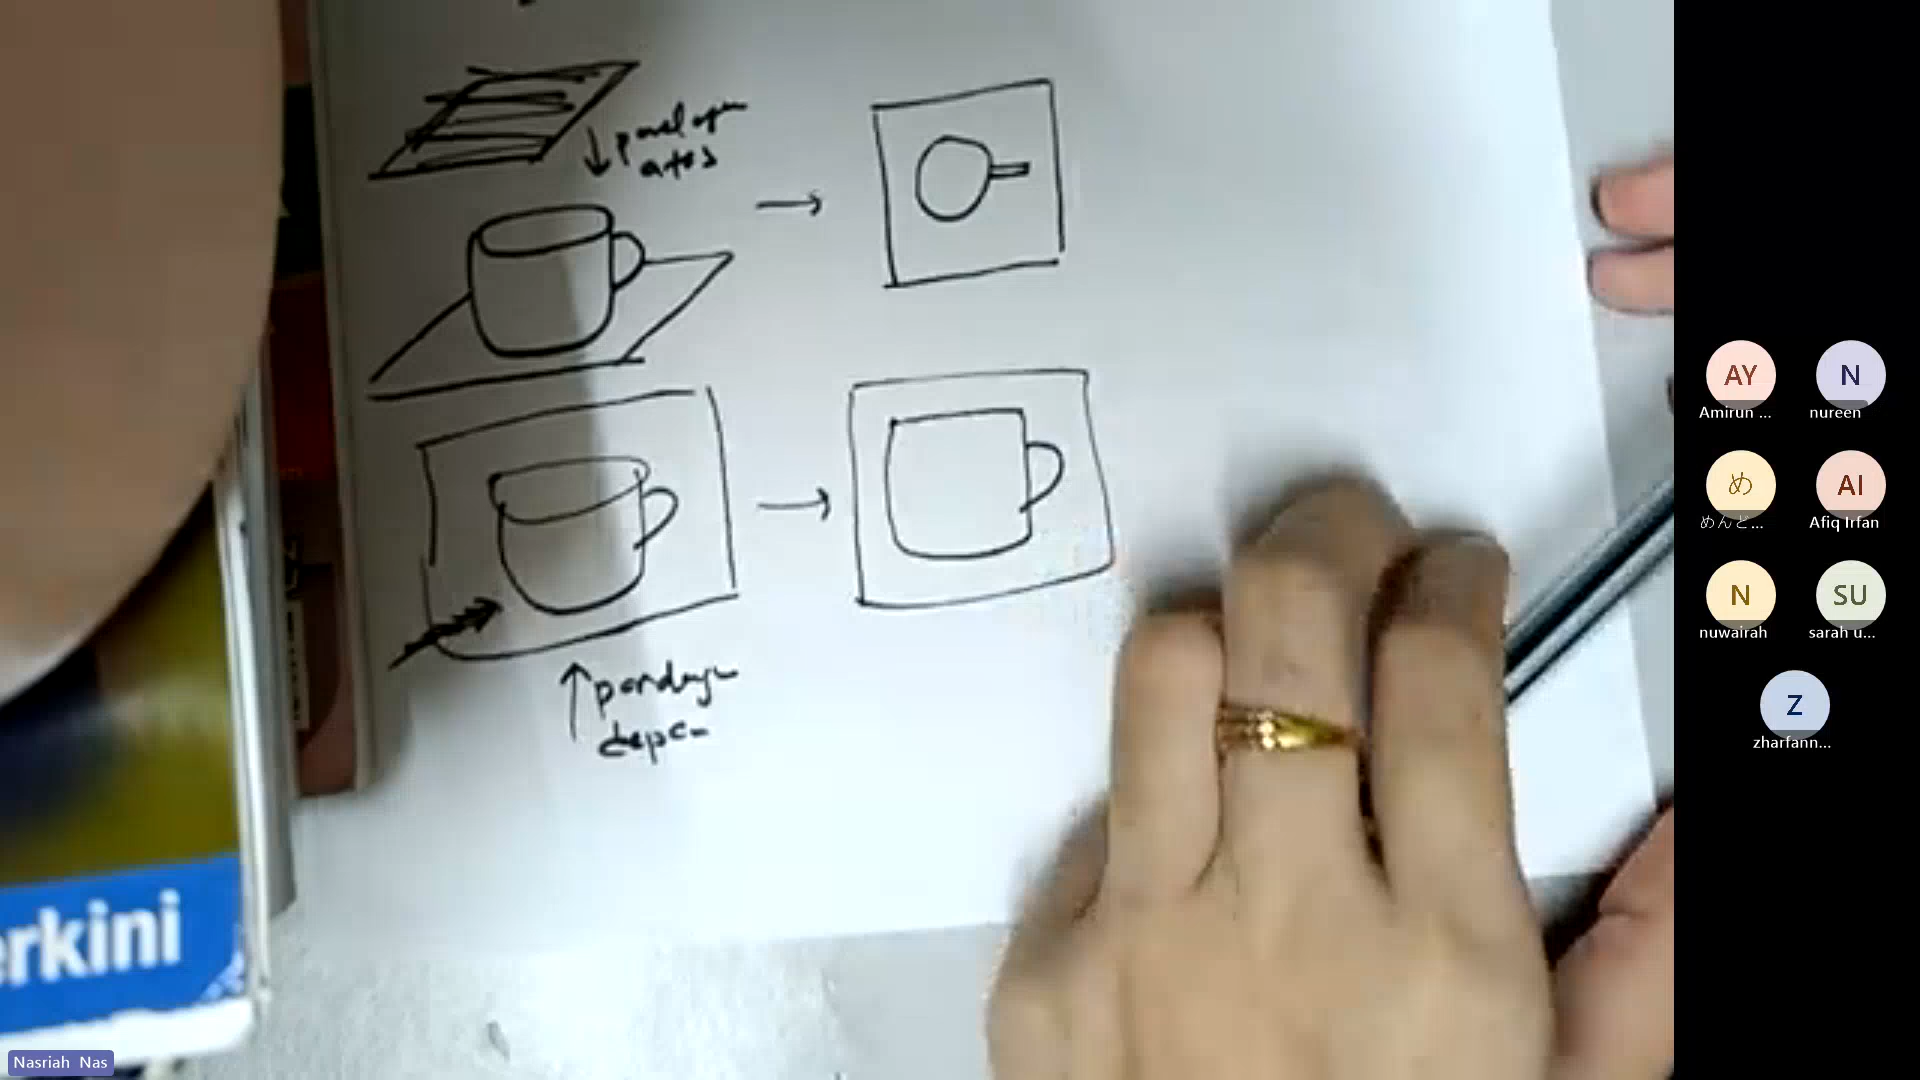 pandangan
atas
pandangan
depan
erkini
Nasriah Nas
AY
Amirun ...
N
nureen
め
めんど...
AI
Afiq Irfan
N
nuwairah
SU
sarah u...
Z
zharfann...